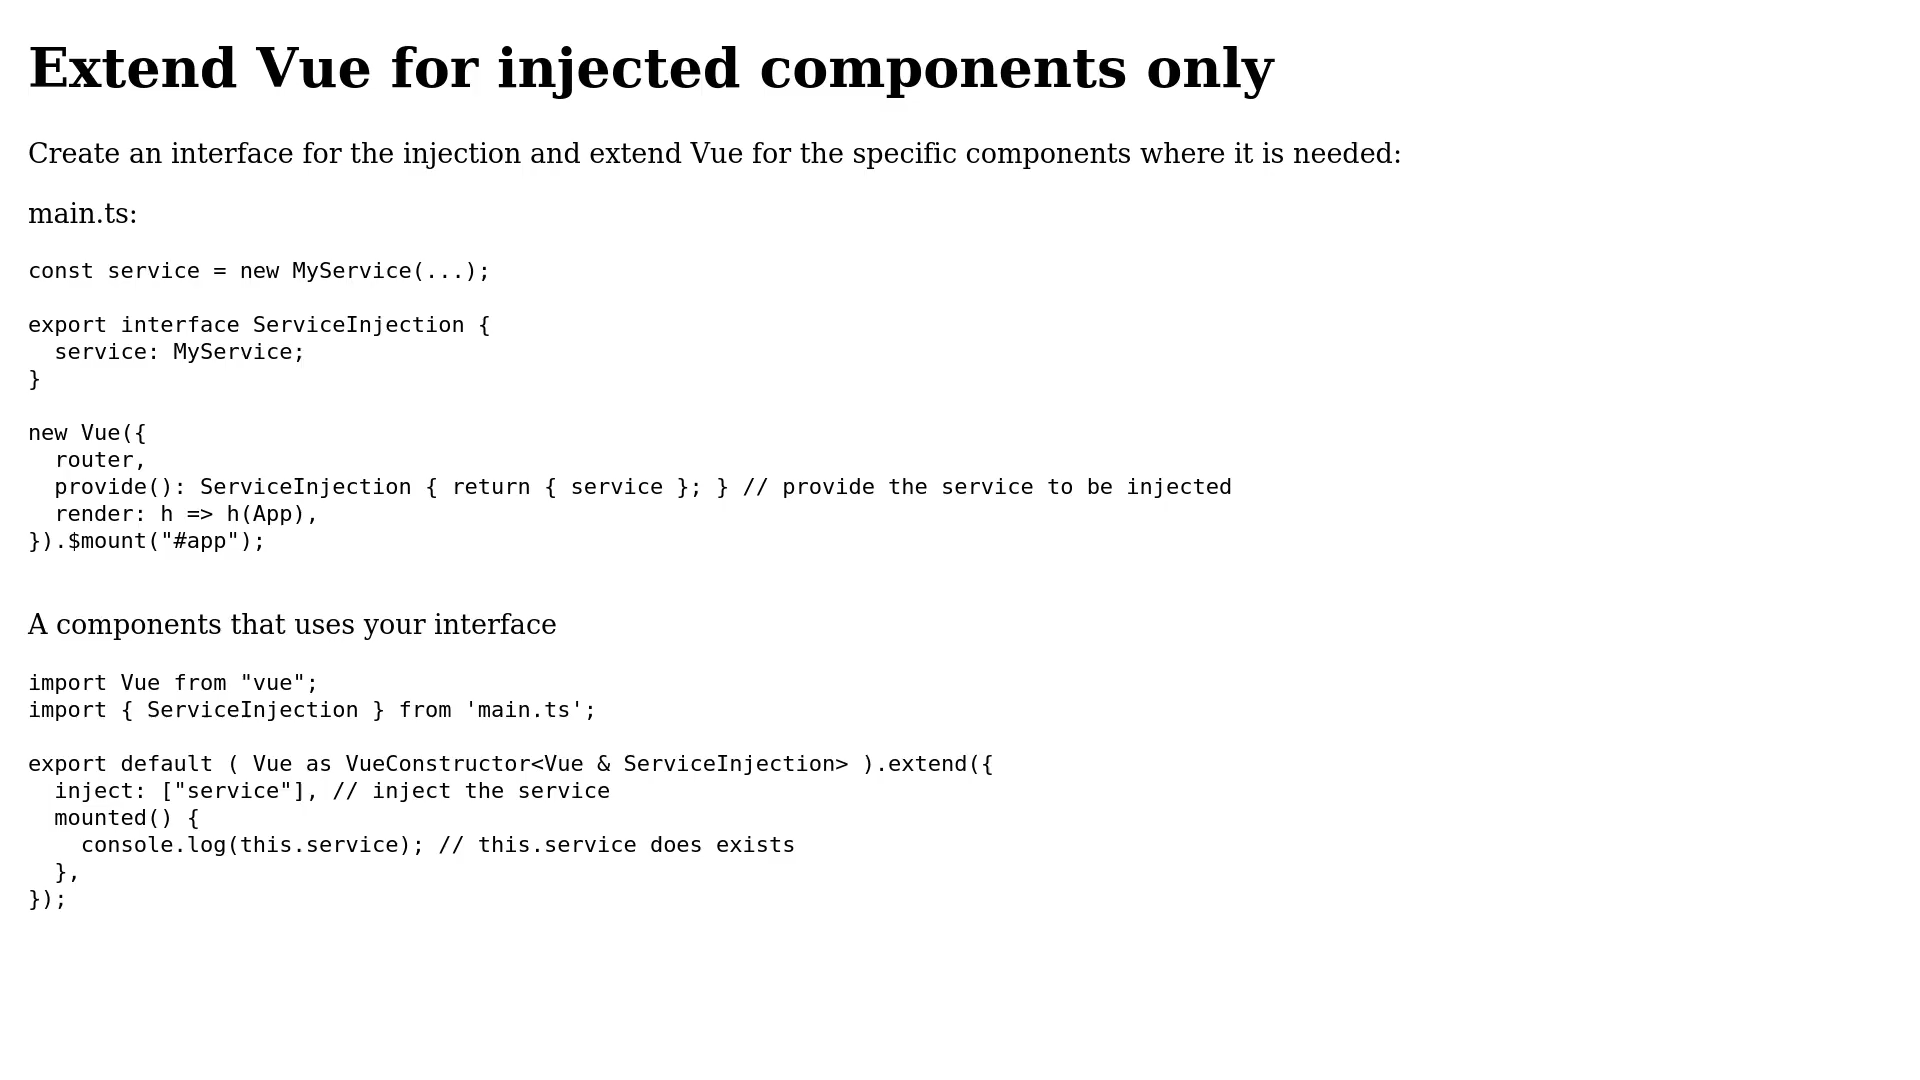 Extend Vue for injected components only
Create an interface for the injection and extend Vue for the specific components where it is needed:
main.ts:
const service = new MyService(...);
export interface ServiceInjection {
  service: MyService;
}
new Vue({
  router,
  provide(): ServiceInjection { return { service }; } // provide the service to be injected
  render: h => h(App),
}).$mount("#app");
A components that uses your interface
import Vue from "vue";
import { ServiceInjection } from 'main.ts';
export default ( Vue as VueConstructor<Vue & ServiceInjection> ).extend({
  inject: ["service"], // inject the service
  mounted() {
    console.log(this.service); // this.service does exists
  },
});